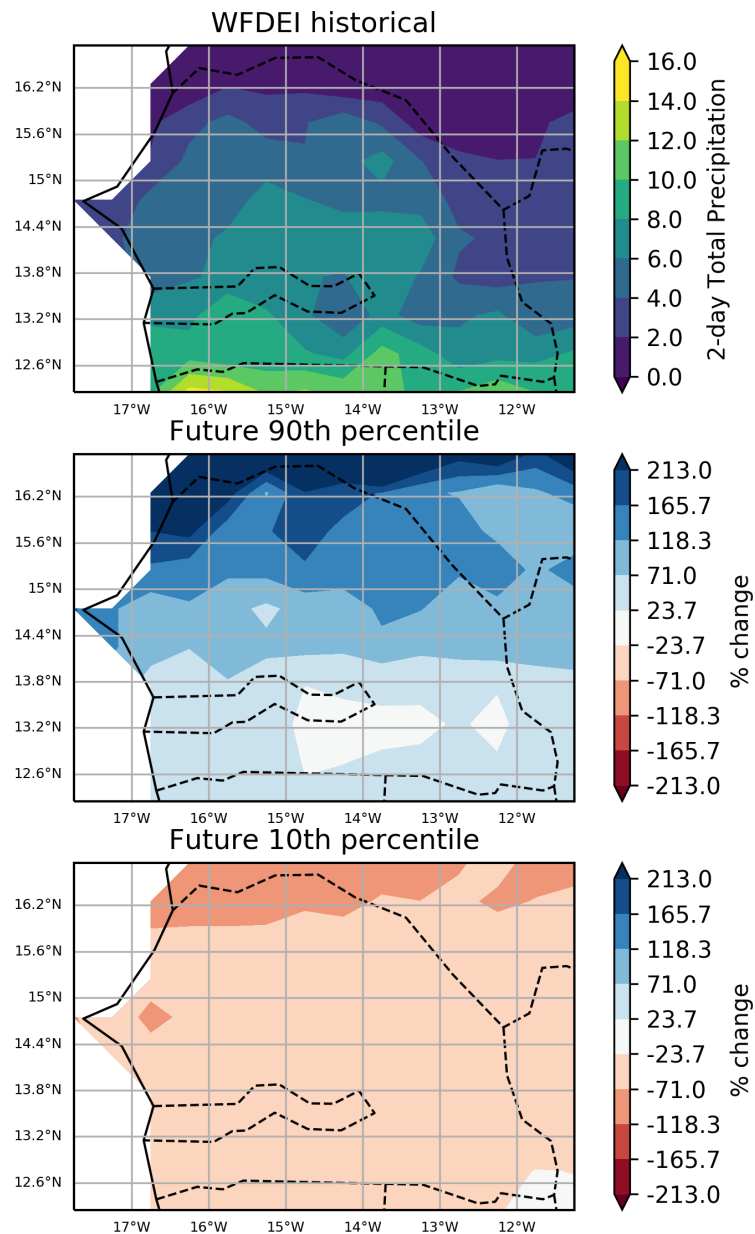 WFDEI historical
16.2°N
15.6°N
15°N
14.4°N
13.8°N
13.2°N
12.6°N
17°W 16°W 15°W 14°W 13°W 12°W
16.0
14.0
12.0
10.0
8.0
6.0
4.0
2.0
0.0
2-day Total Precipitation
Future 90th percentile
16.2°N
15.6°N
15°N
14.4°N
13.8°N
13.2°N
12.6°N
17°W 16°W 15°W 14°W 13°W 12°W
213.0
165.7
118.3
71.0
23.7
-23.7
-71.0
-118.3
-165.7
-213.0
% change
Future 10th percentile
16.2°N
15.6°N
15°N
14.4°N
13.8°N
13.2°N
12.6°N
17°W 16°W 15°W 14°W 13°W 12°W
213.0
165.7
118.3
71.0
23.7
-23.7
-71.0
-118.3
-165.7
-213.0
% change